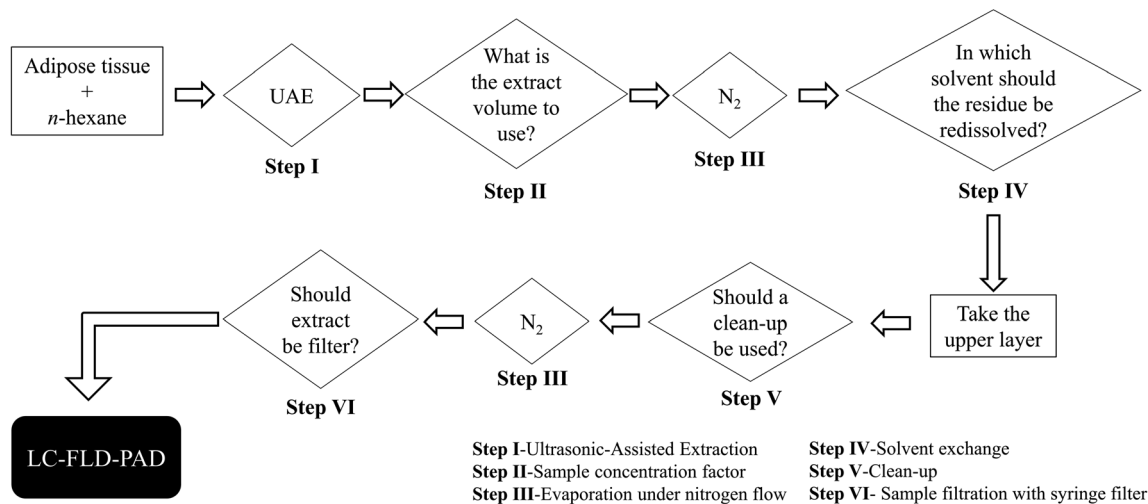 Adipose tissue
+
n-hexane
UAE
Step I
What is
the extract
volume to
use?
Step II
N₂
Step III
In which
solvent should
the residue be
redissolved?
Step IV
Take the
upper layer
Should a
clean-up
be used?
Step V
N₂
Step III
Should
extract
be filter?
Step VI
LC-FLD-PAD
Step I-Ultrasonic-Assisted Extraction
Step II-Sample concentration factor
Step III-Evaporation under nitrogen flow
Step IV-Solvent exchange
Step V-Clean-up
Step VI- Sample filtration with syringe filter